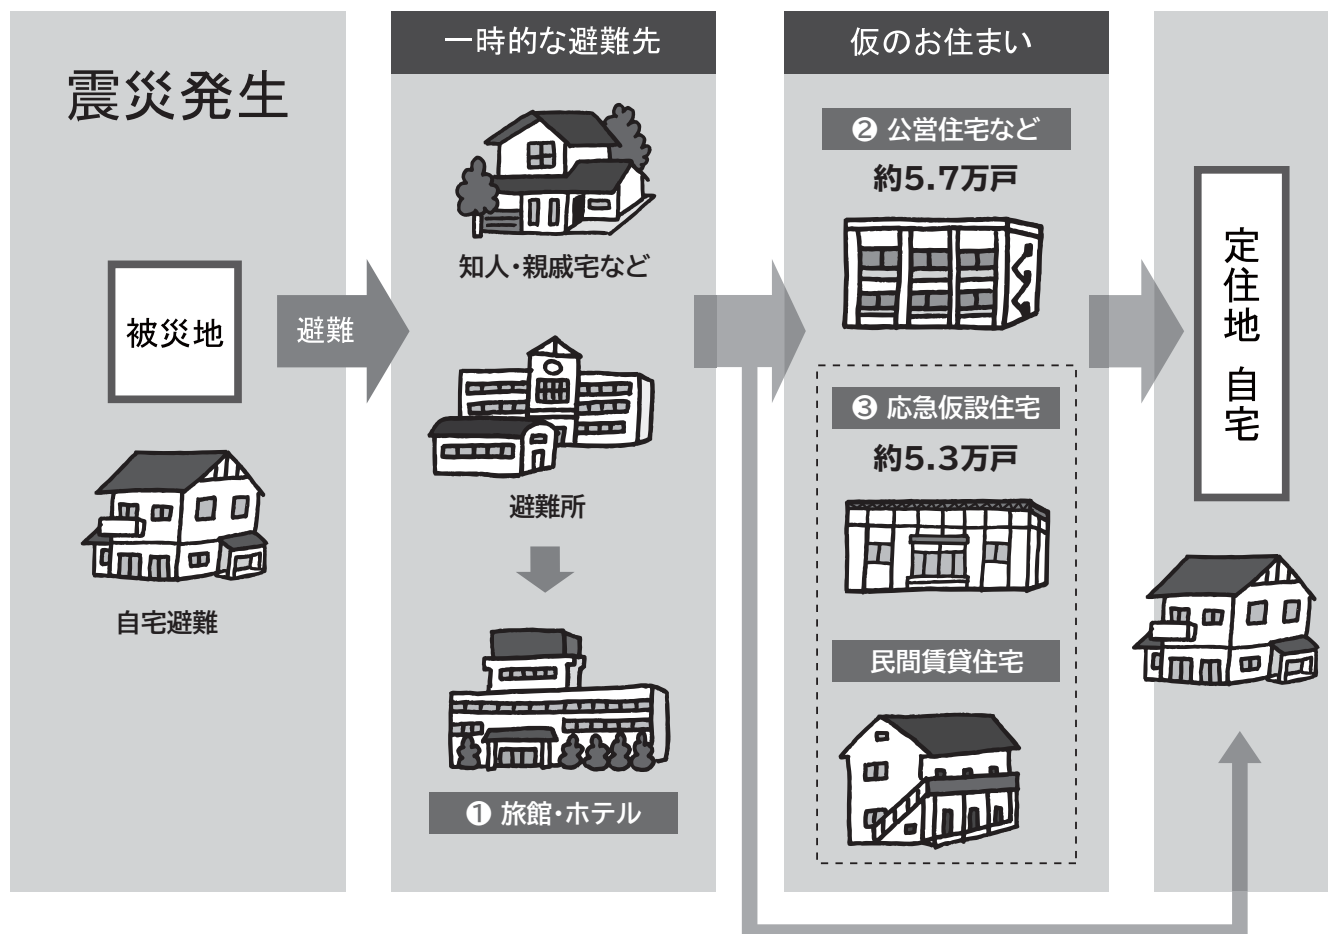 震災発生
被災地
自宅避難
避難
一時的な避難先
知人・親戚宅など
避難所
❶ 旅館・ホテル
仮のお住まい
❷ 公営住宅など
約5.7万戸
❸ 応急仮設住宅
約5.3万戸
民間賃貸住宅
定住地 自宅